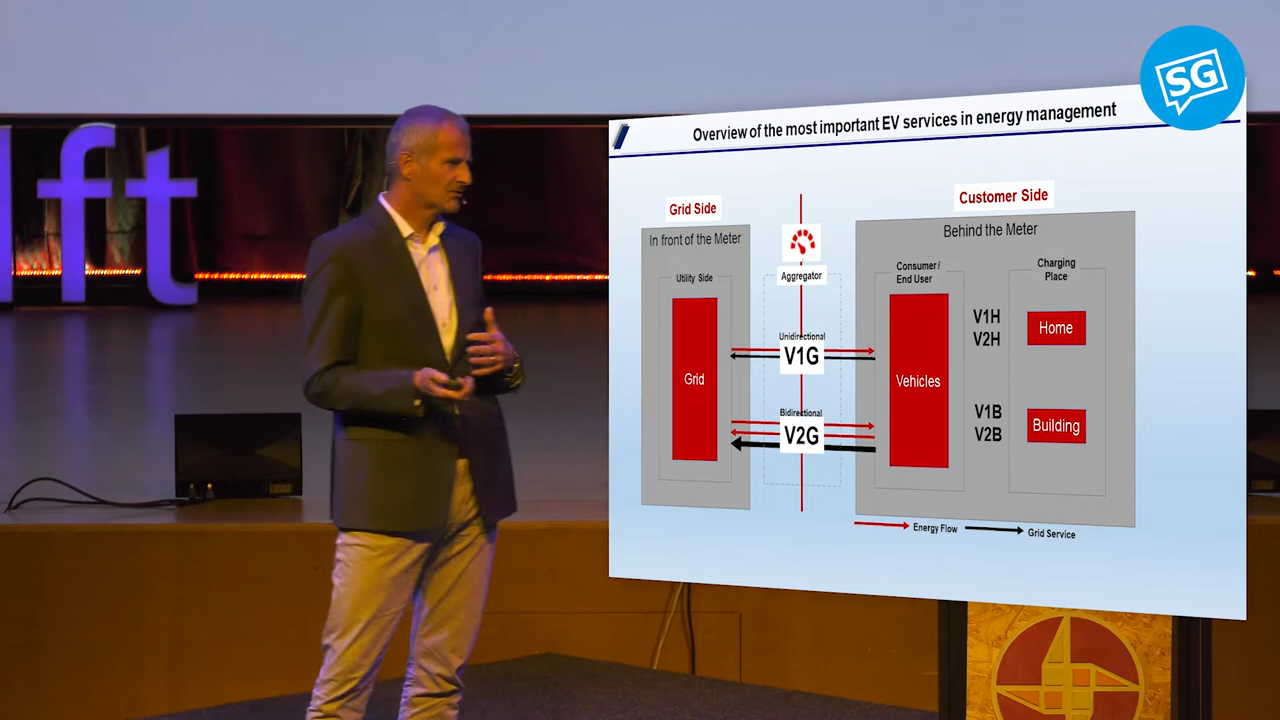 lft
SG
Overview of the most important EV services in energy management
Grid Side
Customer Side
In front of the Meter
Behind the Meter
Utility Side
Aggregator
Consumer/
End User
Charging
Place
Grid
Unidirectional
V1G
Bidirectional
V2G
Vehicles
V1H
V2H
Home
V1B
V2B
Building
Energy Flow
Grid Service